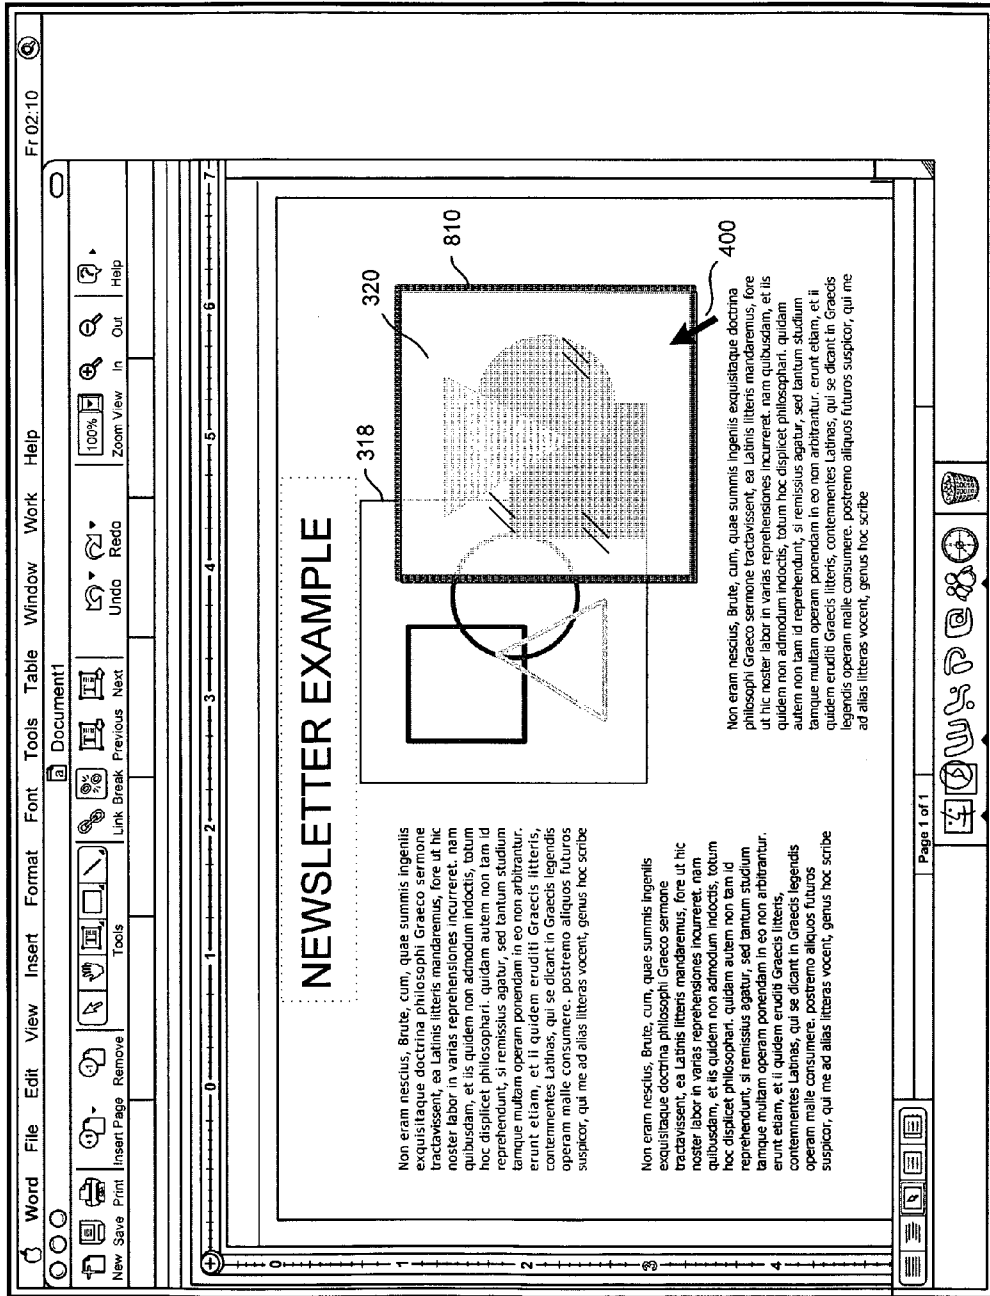 Word File Edit View Insert Format Font Tools Table Window Work Help Fr 02:10
Document1
New Save Print Insert Page Remove Tools Link Break Previous Next Undo Redo 100% Zoom View In Out Help
0 1 2 3 4 5 6 7
0
1
2
3
4
NEWSLETTER EXAMPLE
318
320
810
400
Non eram nescius, Brute, cum, quae summis ingeniis
exquisitaque doctrina philosophi Graeco sermone
tractavissent, ea Latinis litteris mandaremus, fore ut hic
noster labor in varias reprehensiones incurreret. nam
quibusdam, et iis quidem non admodum indoctis, totum
hoc displicet philosophari. quidam autem non tam id
reprehendunt, si remissius agatur, sed tantum studium
tamque multam operam ponendam in eo non arbitrantur.
erunt etiam, et ii quidem eruditi Graecis litteris,
contemnentes Latinas, qui se dicant in Graecis legendis
operam malle consumere. postremo aliquos futuros
suspicor, qui me ad alias litteras vocent, genus hoc scribe
Non eram nescius, Brute, cum, quae summis ingeniis
exquisitaque doctrina philosophi Graeco sermone
tractavissent, ea Latinis litteris mandaremus, fore ut hic
noster labor in varias reprehensiones incurreret. nam
quibusdam, et iis quidem non admodum indoctis, totum
hoc displicet philosophari. quidam autem non tam id
reprehendunt, si remissius agatur, sed tantum studium
tamque multam operam ponendam in eo non arbitrantur.
erunt etiam, et ii quidem eruditi Graecis litteris,
contemnentes Latinas, qui se dicant in Graecis legendis
operam malle consumere. postremo aliquos futuros
suspicor, qui me ad alias litteras vocent, genus hoc scribe
Non eram nescius, Brute, cum, quae summis ingeniis exquisitaque doctrina
philosophi Graeco sermone tractavissent, ea Latinis litteris mandaremus, fore
ut hic noster labor in varias reprehensiones incurreret. nam quibusdam, et iis
quidem non admodum indoctis, totum hoc displicet philosophari. quidam
autem non tam id reprehendunt, si remissius agatur, sed tantum studium
tamque multam operam ponendam in eo non arbitrantur. erunt etiam, et ii
quidem eruditi Graecis litteris, contemnentes Latinas, qui se dicant in Graecis
legendis operam malle consumere. postremo aliquos futuros suspicor, qui me
ad alias litteras vocent, genus hoc scribe
Page 1 of 1